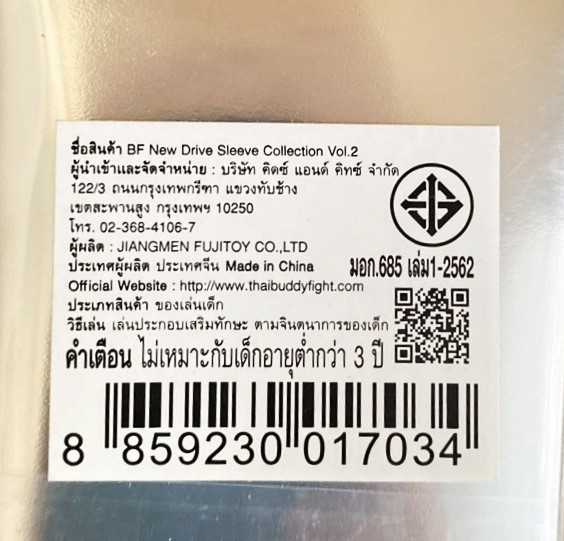 ชื่อสินค้า BF New Drive Sleeve Collection Vol.2
ผู้นำเข้าและจัดจำหน่าย : บริษัท คิดซ์ แอนด์ คิทซ์ จำกัด
122/3 ถนนกรุงเทพกรีฑา แขวงทับช้าง
เขตสะพานสูง กรุงเทพฯ 10250
โทร. 02-368-4106-7
ผู้ผลิต : JIANGMEN FUJITOY CO.,LTD
ประเทศผู้ผลิต ประเทศจีน Made in China
มอก.685 เล่ม1-2562
Official Website : http://www.thaibuddyfight.com
ประเภทสินค้า ของเล่นเด็ก
วิธีเล่น เล่นประกอบเสริมทักษะ ตามจินตนาการของเด็ก
คำเตือน ไม่เหมาะกับเด็กอายุต่ำกว่า 3 ปี
8 859230 017034